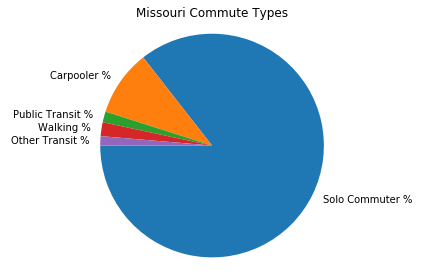 Missouri Commute Types
Carpooler %
Public Transit %
Walking %
Other Transit %
Solo Commuter %